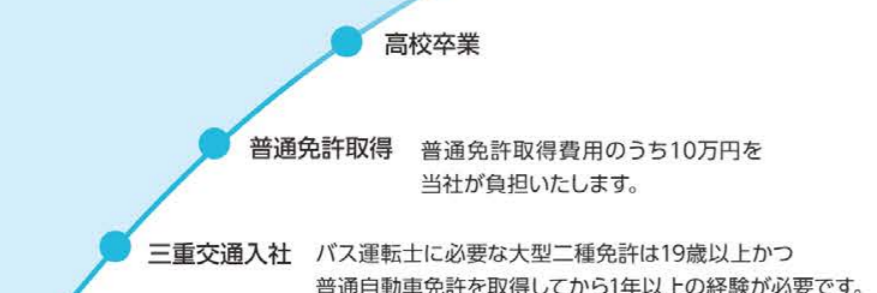 高校卒業
普通免許取得 普通免許取得費用のうち10万円を
当社が負担いたします。
三重交通入社 バス運転士に必要な大型二種免許は19歳以上かつ
普通自動車免許を取得してから1年以上の経験が必要です。